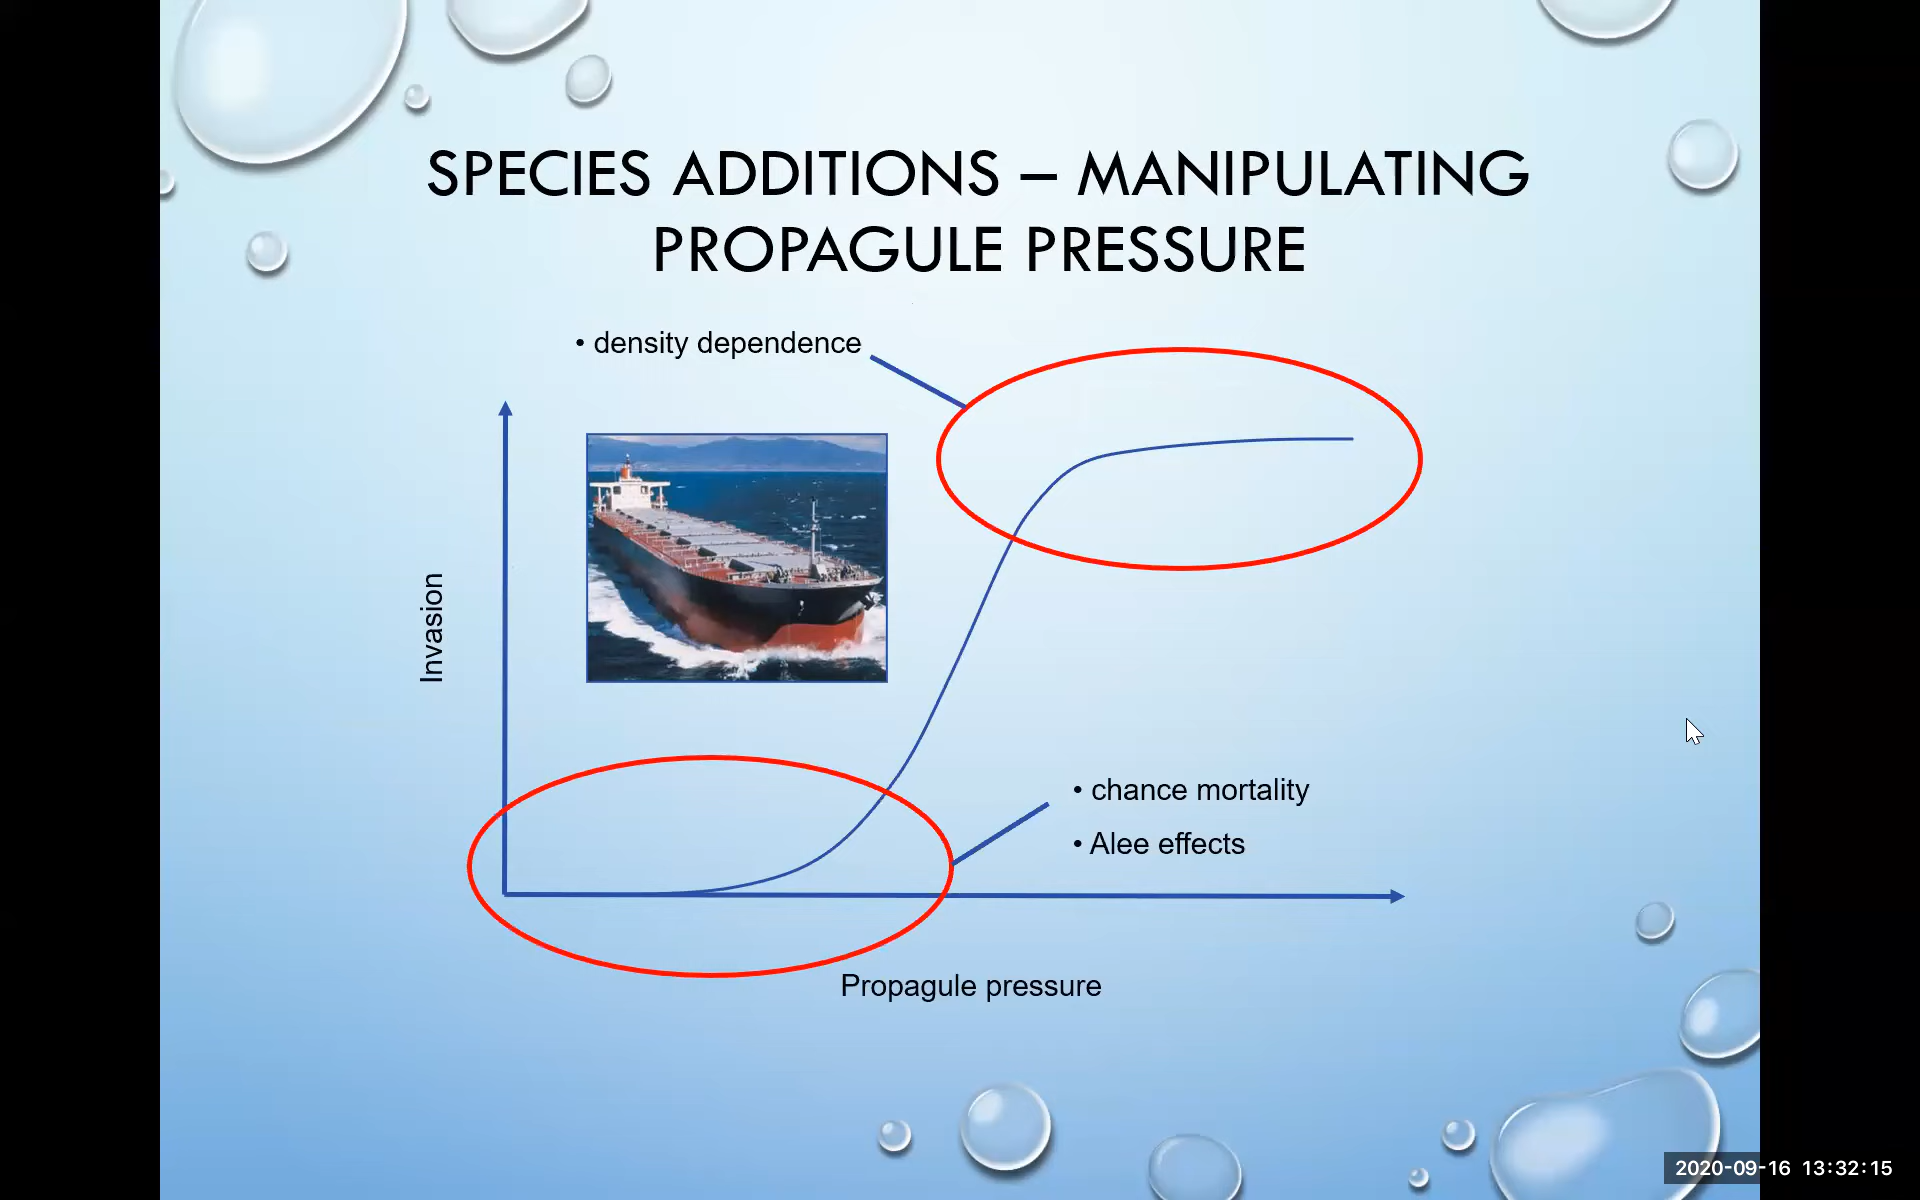 SPECIES ADDITIONS – MANIPULATING
PROPAGULE PRESSURE
• density dependence
Invasion
• chance mortality
• Alee effects
Propagule pressure
2020-09-16 13:32:15